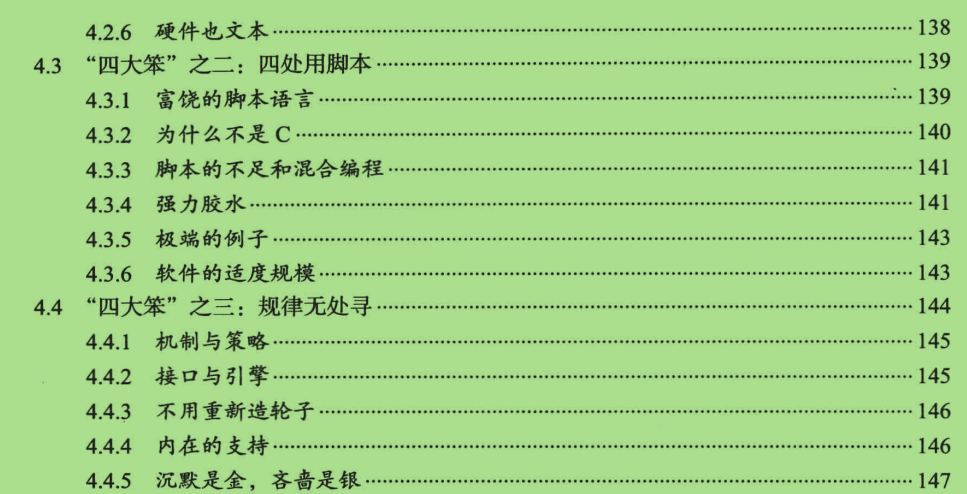 4.2.6 硬件也文本 138
4.3 “四大笨”之二：四处用脚本 139
4.3.1 富饶的脚本语言 139
4.3.2 为什么不是 C 140
4.3.3 脚本的不足和混合编程 141
4.3.4 强力胶水 141
4.3.5 极端的例子 143
4.3.6 软件的适度规模 143
4.4 “四大笨”之三：规律无处寻 144
4.4.1 机制与策略 145
4.4.2 接口与引擎 145
4.4.3 不用重新造轮子 146
4.4.4 内在的支持 146
4.4.5 沉默是金，吝啬是银 147